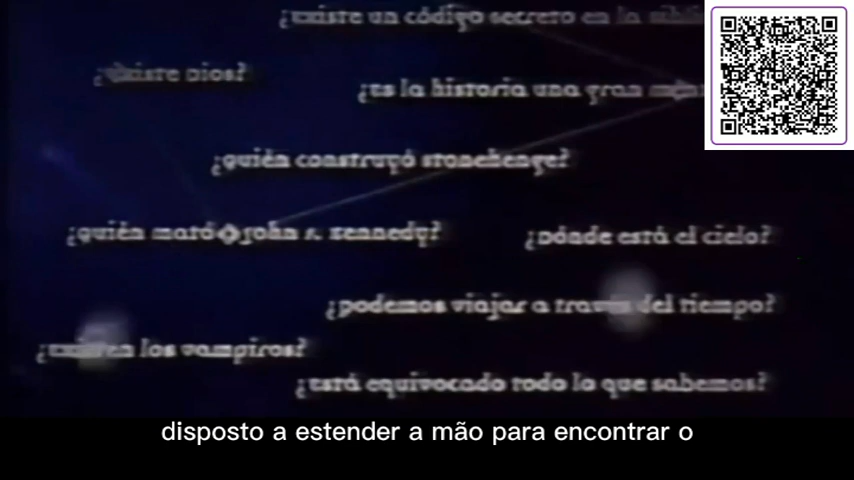 ¿Existe un código secreto en la
¿Existe Dios?
¿Es la historia una gran
¿quién construyó stonehenge?
¿quién mató a John F. Kennedy?
¿Dónde está el cielo?
¿podemos viajar a través del tiempo?
¿Existen los vampiros?
¿Está equivocado todo lo que sabemos?
disposto a estender a mão para encontrar o